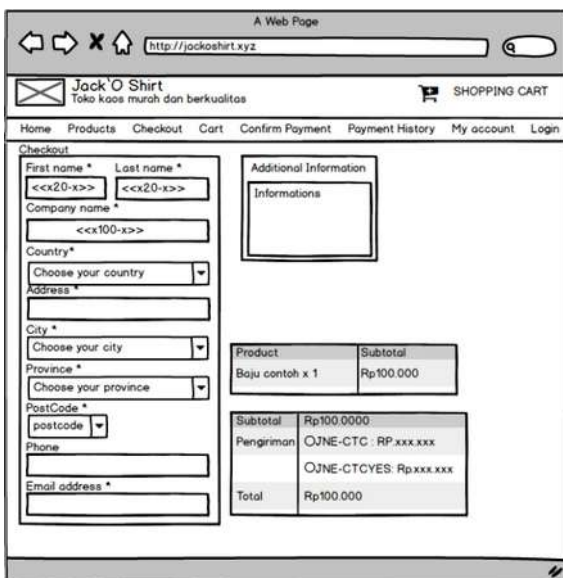 A Web Page
http://jackoshirt.xyz
Jack'O Shirt
Toko kaos murah dan berkualitas
SHOPPING CART
Home Products Checkout Cart Confirm Payment Payment History My account Login
Checkout
First name * Last name *
<<x20-x>> <<x20-x>>
Company name *
<<x100-x>>
Country*
Choose your country
Address *
City *
Choose your city
Province *
Choose your province
PostCode *
postcode
Phone
Email address *
Additional Information
Informations
Product Subtotal
Baju contoh x 1 Rp100.000
Subtotal Rp100.0000
Pengiriman OJNE-CTC : RP.xxx.xxx
OJNE-CTCYES: Rp.xxx.xxx
Total Rp100.000